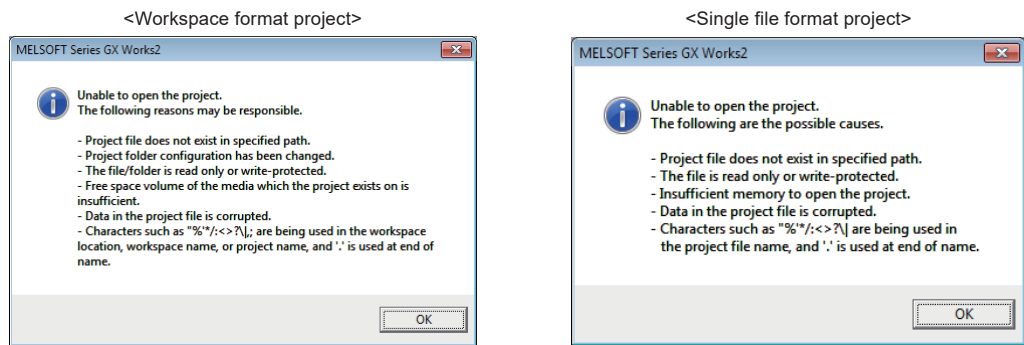 <Workspace format project>
MELSOFT Series GX Works2
Unable to open the project.
The following reasons may be responsible.
- Project file does not exist in specified path.
- Project folder configuration has been changed.
- The file/folder is read only or write-protected.
- Free space volume of the media which the project exists on is
insufficient.
- Data in the project file is corrupted.
- Characters such as "%'*/:<>?\|,; are being used in the workspace
location, workspace name, or project name, and '.' is used at end of
name.
OK
<Single file format project>
MELSOFT Series GX Works2
Unable to open the project.
The following are the possible causes.
- Project file does not exist in specified path.
- The file is read only or write-protected.
- Insufficient memory to open the project.
- Data in the project file is corrupted.
- Characters such as "%'*/:<>?\| are being used in
the project file name, and '.' is used at end of name.
OK